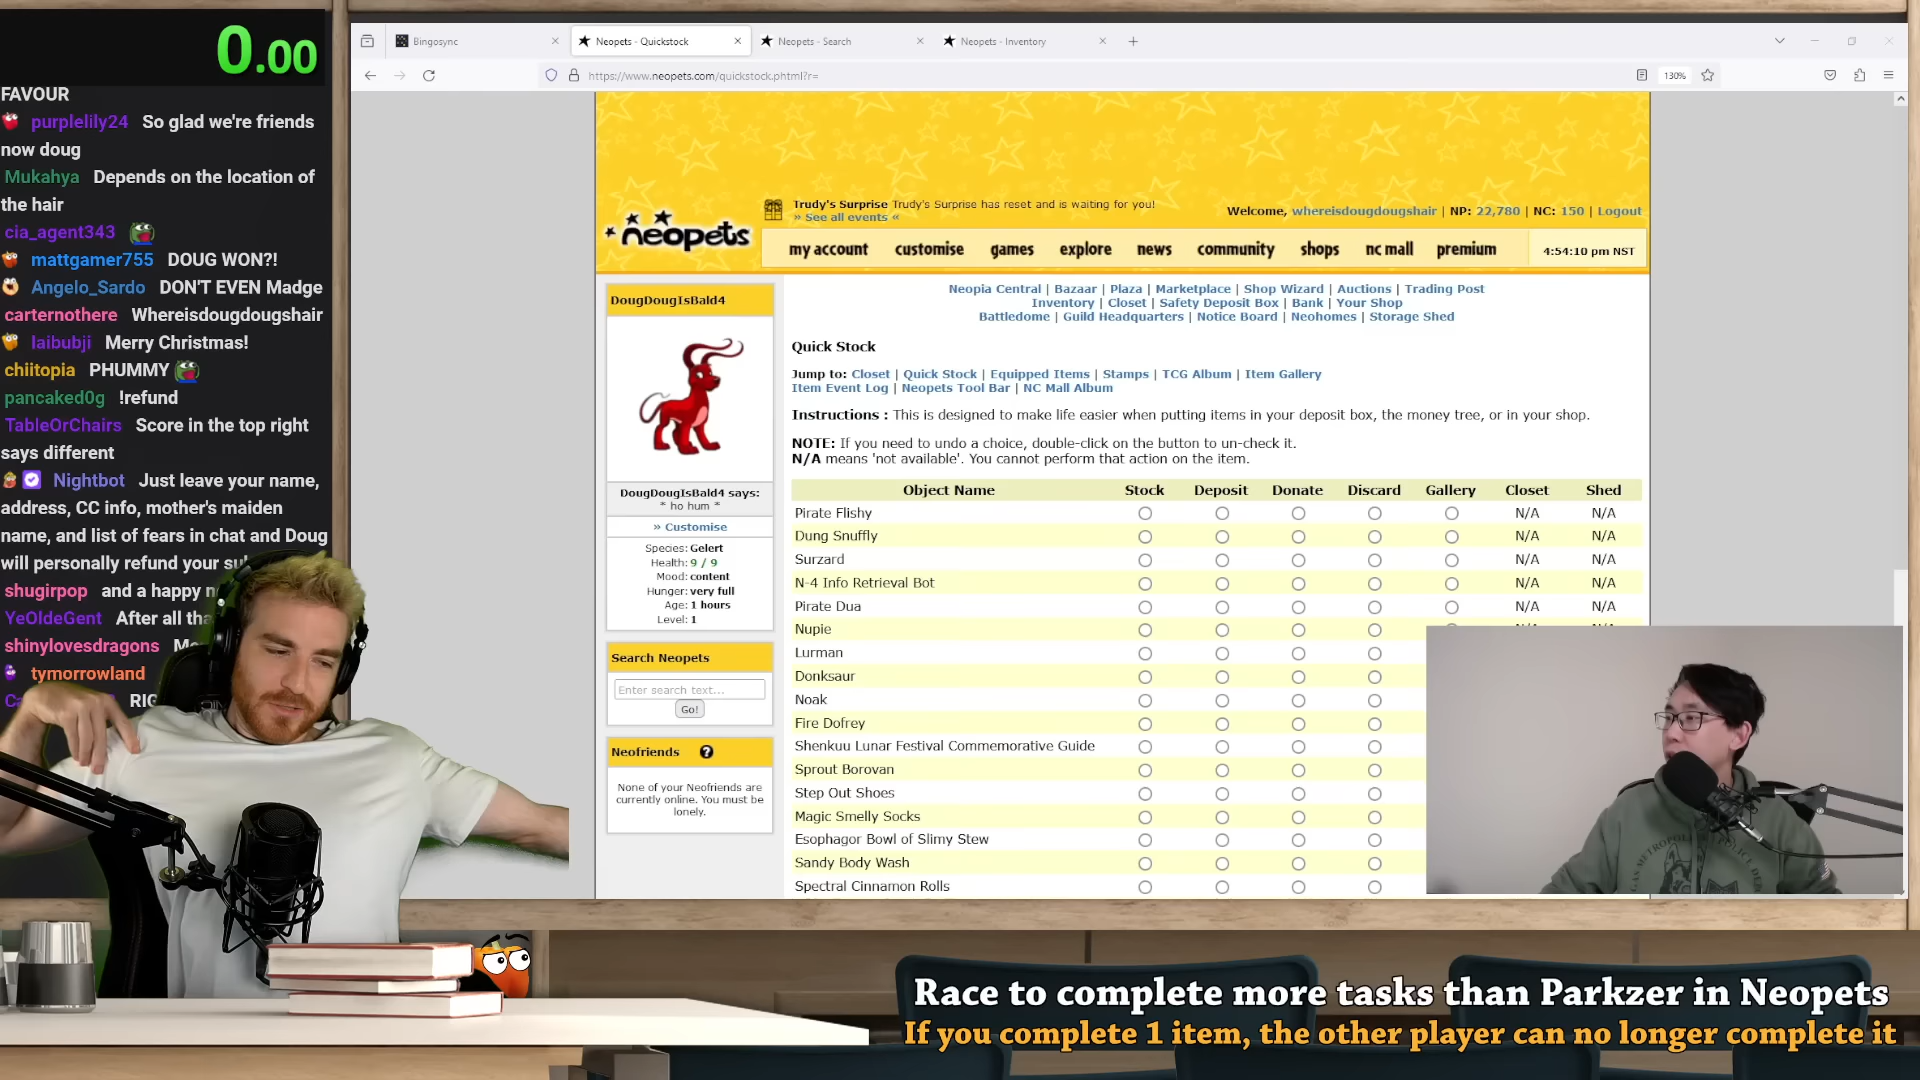 0.00
FAVOUR
purplelily24 So glad we're friends
now doug
Mukahya Depends on the location of
the hair
cia_agent343
mattgamer755 DOUG WON?!
Angelo_Sardo DON'T EVEN Madge
carternothere Whereisdougdougshair
laibubji Merry Christmas!
chiitopia PHUMMY
pancaked0g !refund
TableOrChairs Score in the top right
says different
Nightbot Just leave your name,
address, CC info, mother's maiden
name, and list of fears in chat and Doug
will personally refund your su
shugirpop and a happy n
YeOldeGent After all tha
shinylovesdragons
tymorrowland
RIG
Bingosync
Neopets - Quickstock
Neopets - Search
Neopets - Inventory
https://www.neopets.com/quickstock.phtml?r=
130%
neopets
Trudy's Surprise Trudy's Surprise has reset and is waiting for you!
» See all events «
Welcome, whereisdougdougshair | NP: 22,780 | NC: 150 | Logout
my account customise games explore news community shops nc mall premium
4:54:10 pm NST
DougDougIsBald4
DougDougIsBald4 says:
* ho hum *
» Customise
Species: Gelert
Health: 9 / 9
Mood: content
Hunger: very full
Age: 1 hours
Level: 1
Search Neopets
Enter search text...
Go!
Neofriends ?
None of your Neofriends are
currently online. You must be
lonely.
Neopia Central | Bazaar | Plaza | Marketplace | Shop Wizard | Auctions | Trading Post
Inventory | Closet | Safety Deposit Box | Bank | Your Shop
Battledome | Guild Headquarters | Notice Board | Neohomes | Storage Shed
Quick Stock
Jump to: Closet | Quick Stock | Equipped Items | Stamps | TCG Album | Item Gallery
Item Event Log | Neopets Tool Bar | NC Mall Album
Instructions : This is designed to make life easier when putting items in your deposit box, the money tree, or in your shop.
NOTE: If you need to undo a choice, double-click on the button to un-check it.
N/A means 'not available'. You cannot perform that action on the item.
Object Name Stock Deposit Donate Discard Gallery Closet Shed
Pirate Flishy N/A N/A
Dung Snuffly N/A N/A
Surzard N/A N/A
N-4 Info Retrieval Bot N/A N/A
Pirate Dua N/A N/A
Nupie N/A N/A
Lurman
Donksaur
Noak
Fire Dofrey
Shenkuu Lunar Festival Commemorative Guide
Sprout Borovan
Step Out Shoes
Magic Smelly Socks
Esophagor Bowl of Slimy Stew
Sandy Body Wash
Spectral Cinnamon Rolls
Race to complete more tasks than Parkzer in Neopets
If you complete 1 item, the other player can no longer complete it